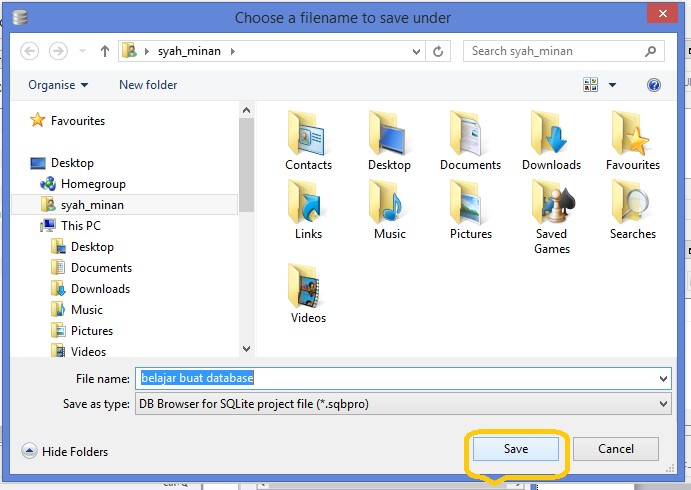 Choose a filename to save under
syah_minan
Search syah_minan
Organise
New folder
Favourites
Desktop
Homegroup
syah_minan
This PC
Desktop
Documents
Downloads
Music
Pictures
Videos
Contacts
Desktop
Documents
Downloads
Favourites
Links
Music
Pictures
Saved
Games
Searches
Videos
File name:
belajar buat database
Save as type:
DB Browser for SQLite project file (*.sqbpro)
Hide Folders
Save
Cancel